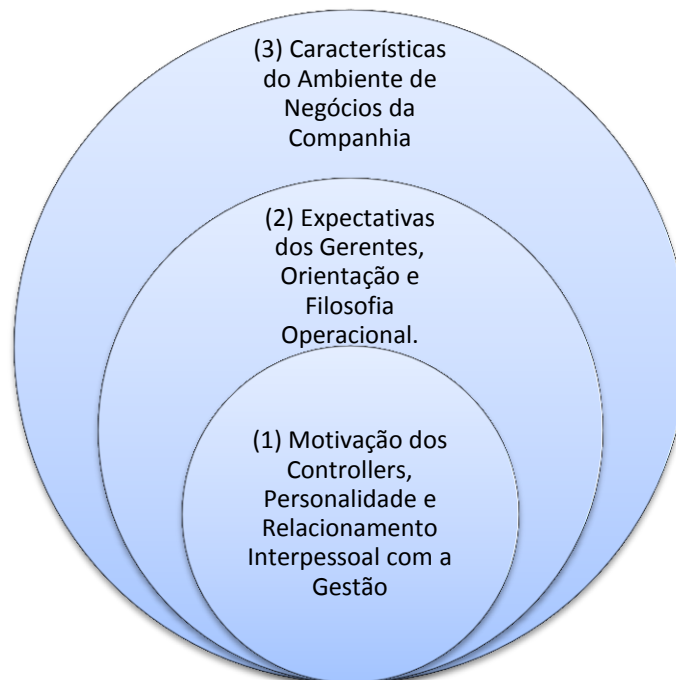 (3) Característícas
do Ambiente de
Negócios da
Companhia
(2) Expectativas
dos Gerentes,
Orientação e
Filosofia
Operacional.
(1) Motivação dos
Controllers,
Personalidade e
Relacionamento
Interpessoal com a
Gestão